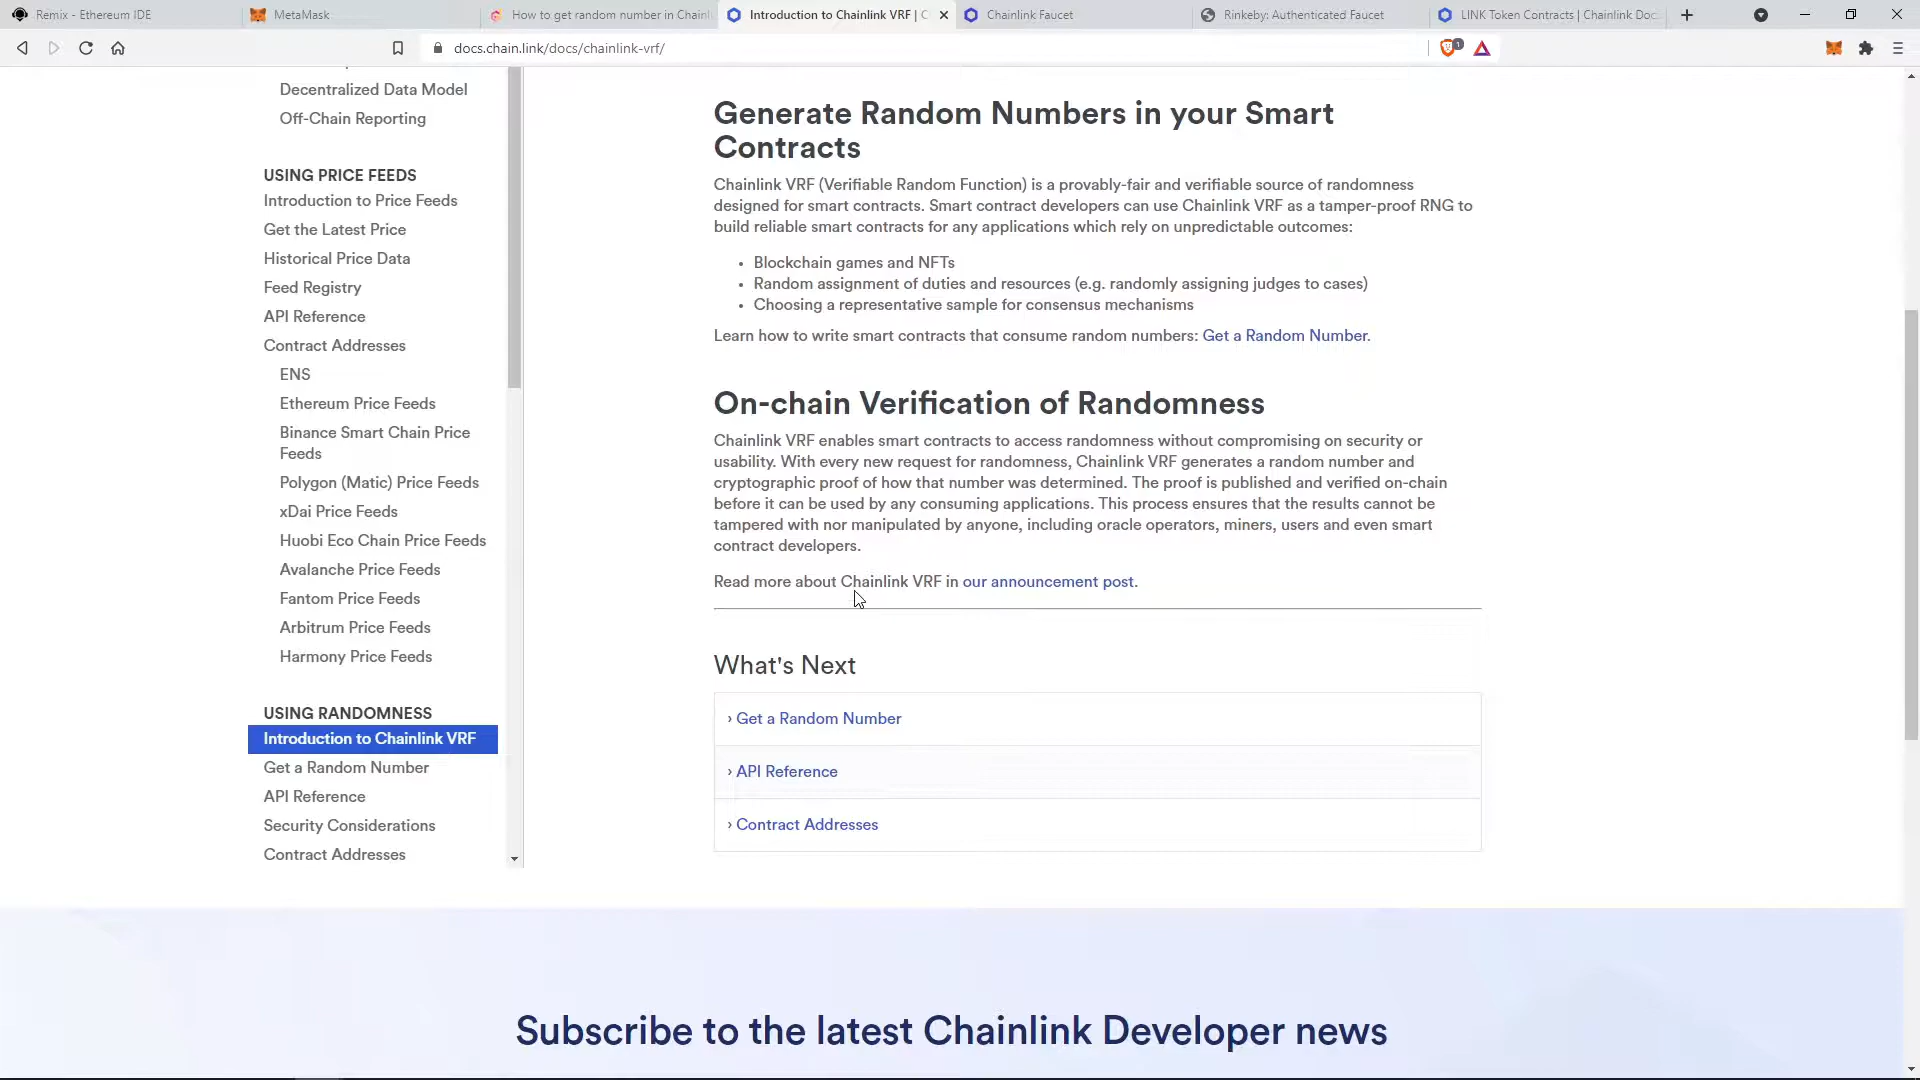 Remix - Ethereum IDE
MetaMask
How to get random number in Chainl
Introduction to Chainlink VRF | C
Chainlink Faucet
Rinkeby: Authenticated Faucet
LINK Token Contracts | Chainlink Doc
docs.chain.link/docs/chainlink-vrf/
1
Decentralized Data Model
Off-Chain Reporting
USING PRICE FEEDS
Introduction to Price Feeds
Get the Latest Price
Historical Price Data
Feed Registry
API Reference
Contract Addresses
ENS
Ethereum Price Feeds
Binance Smart Chain Price
Feeds
Polygon (Matic) Price Feeds
xDai Price Feeds
Huobi Eco Chain Price Feeds
Avalanche Price Feeds
Fantom Price Feeds
Arbitrum Price Feeds
Harmony Price Feeds
USING RANDOMNESS
Introduction to Chainlink VRF
Get a Random Number
API Reference
Security Considerations
Contract Addresses
Generate Random Numbers in your Smart
Contracts
Chainlink VRF (Verifiable Random Function) is a provably-fair and verifiable source of randomness
designed for smart contracts. Smart contract developers can use Chainlink VRF as a tamper-proof RNG to
build reliable smart contracts for any applications which rely on unpredictable outcomes:
• Blockchain games and NFTs
• Random assignment of duties and resources (e.g. randomly assigning judges to cases)
• Choosing a representative sample for consensus mechanisms
Learn how to write smart contracts that consume random numbers: Get a Random Number.
On-chain Verification of Randomness
Chainlink VRF enables smart contracts to access randomness without compromising on security or
usability. With every new request for randomness, Chainlink VRF generates a random number and
cryptographic proof of how that number was determined. The proof is published and verified on-chain
before it can be used by any consuming applications. This process ensures that the results cannot be
tampered with nor manipulated by anyone, including oracle operators, miners, users and even smart
contract developers.
Read more about Chainlink VRF in our announcement post.
What's Next
› Get a Random Number
› API Reference
› Contract Addresses
Subscribe to the latest Chainlink Developer news